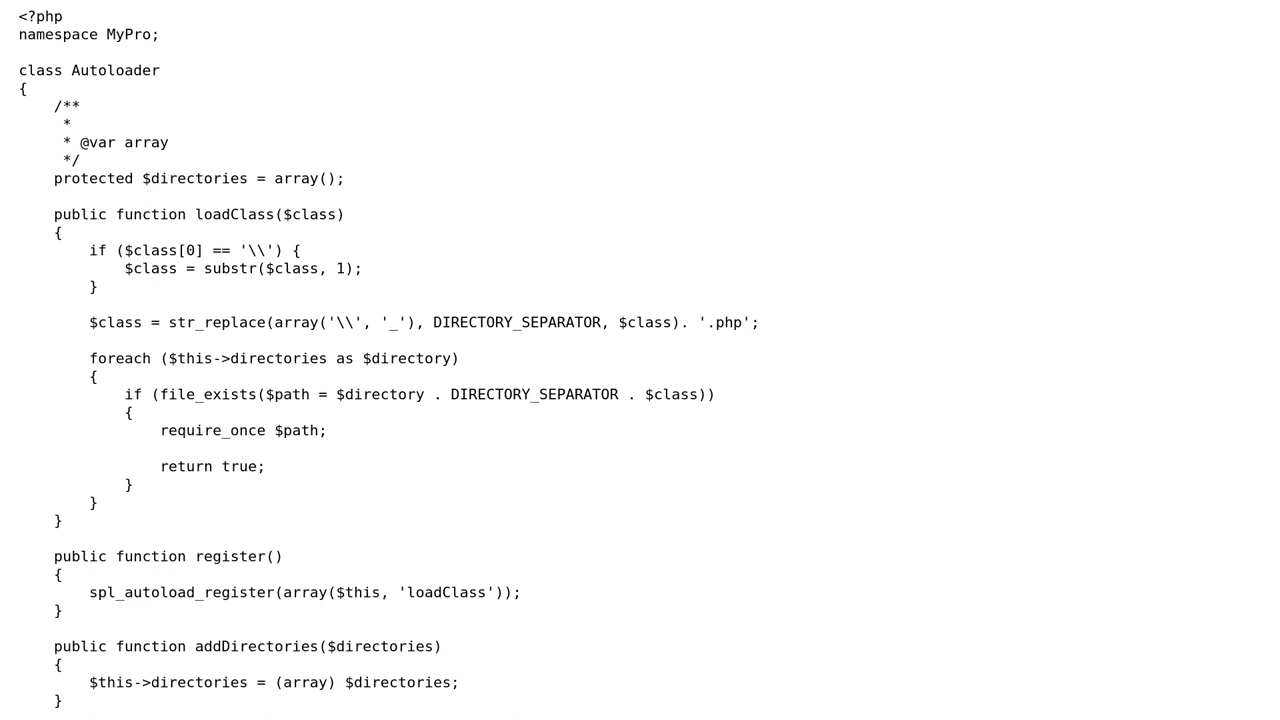 <?php
namespace MyPro;

class Autoloader
{
    /**
     *
     * @var array
     */
    protected $directories = array();

    public function loadClass($class)
    {
        if ($class[0] == '\\') {
            $class = substr($class, 1);
        }

        $class = str_replace(array('\\', '_'), DIRECTORY_SEPARATOR, $class). '.php';

        foreach ($this->directories as $directory)
        {
            if (file_exists($path = $directory . DIRECTORY_SEPARATOR . $class))
            {
                require_once $path;

                return true;
            }
        }
    }

    public function register()
    {
        spl_autoload_register(array($this, 'loadClass'));
    }

    public function addDirectories($directories)
    {
        $this->directories = (array) $directories;
    }